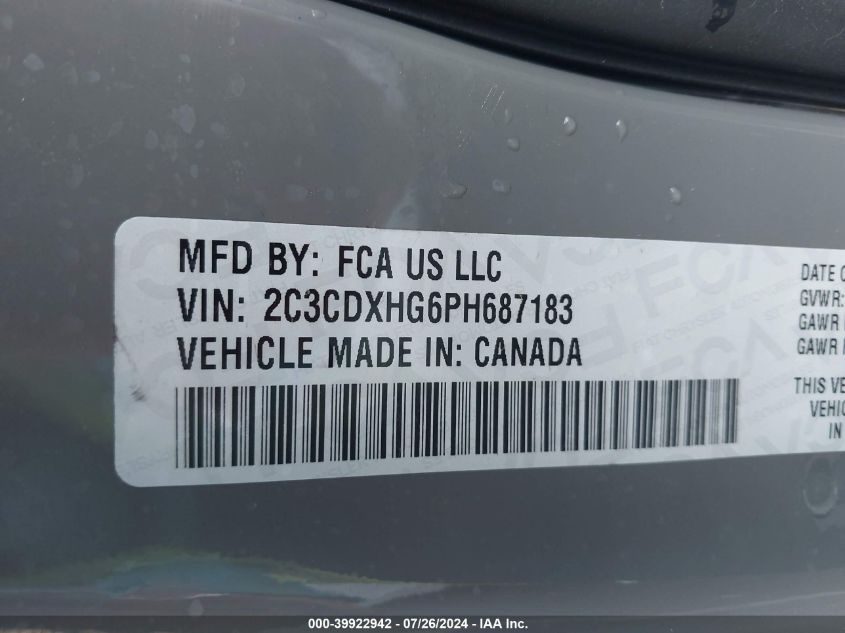 MFD BY: FCA US LLC
VIN: 2C3CDXHG6PH687183
VEHICLE MADE IN: CANADA
DATE O
GVWR:
GAWR
GAWR
THIS VE
VEHIC
IN
000-39922942 - 07/26/2024 - IAA Inc.